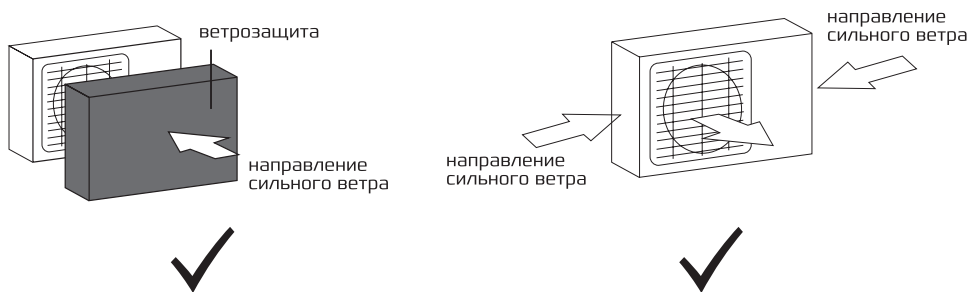 ветрозащита
направление
сильного ветра
направление
сильного ветра
направление
сильного ветра